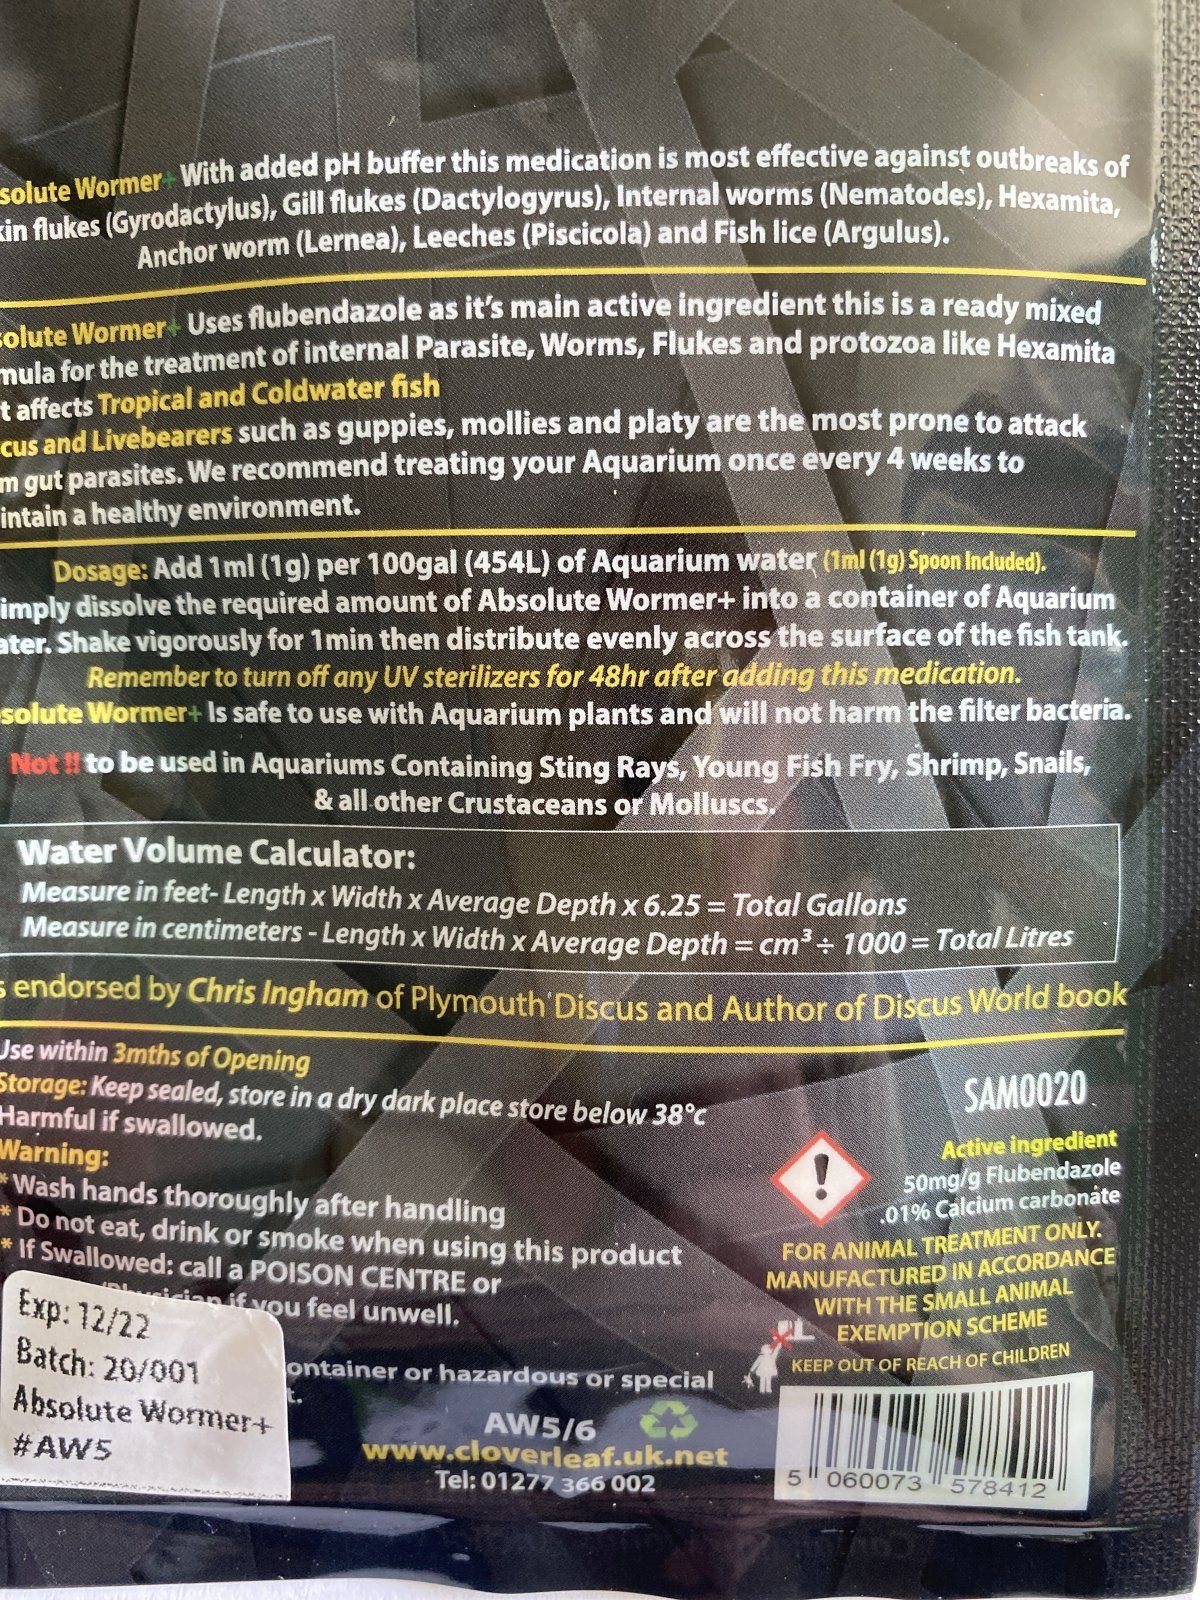 solute Wormer+ With added pH buffer this medication is most effective against outbreaks of
kin flukes (Gyrodactylus), Gill flukes (Dactylogyrus), Internal worms (Nematodes), Hexamita,
Anchor worm (Lernea), Leeches (Piscicola) and Fish lice (Argulus).
solute Wormer+ Uses flubendazole as it's main active ingredient this is a ready mixed
mula for the treatment of internal Parasite, Worms, Flukes and protozoa like Hexamita
t affects Tropical and Coldwater fish
cus and Livebearers such as guppies, mollies and platy are the most prone to attack
m gut parasites. We recommend treating your Aquarium once every 4 weeks to
intain a healthy environment.
Dosage: Add 1ml (1g) per 100gal (454L) of Aquarium water (1ml (1g) Spoon Included).
imply dissolve the required amount of Absolute Wormer+ into a container of Aquarium
ater. Shake vigorously for 1min then distribute evenly across the surface of the fish tank.
Remember to turn off any UV sterilizers for 48hr after adding this medication.
solute Wormer+ Is safe to use with Aquarium plants and will not harm the filter bacteria.
Not !! to be used in Aquariums Containing Sting Rays, Young Fish Fry, Shrimp, Snails,
& all other Crustaceans or Molluscs.
Water Volume Calculator:
Measure in feet- Length x Width x Average Depth x 6.25 = Total Gallons
Measure in centimeters - Length x Width x Average Depth = cm³ ÷ 1000 = Total Litres
s endorsed by Chris Ingham of Plymouth Discus and Author of Discus World book
Use within 3mths of Opening
Storage: Keep sealed, store in a dry dark place store below 38°c
Harmful if swallowed.
Warning:
* Wash hands thoroughly after handling
* Do not eat, drink or smoke when using this product
* If Swallowed: call a POISON CENTRE or
if you feel unwell.
ontainer or hazardous or special
t.
Exp: 12/22
Batch: 20/001
Absolute Wormer+
#AW5
AW5/6
www.cloverleaf.uk.net
Tel: 01277 366 002
SAM0020
Active ingredient
50mg/g Flubendazole
.01% Calcium carbonate
FOR ANIMAL TREATMENT ONLY.
MANUFACTURED IN ACCORDANCE
WITH THE SMALL ANIMAL
EXEMPTION SCHEME
KEEP OUT OF REACH OF CHILDREN
5 060073 578412